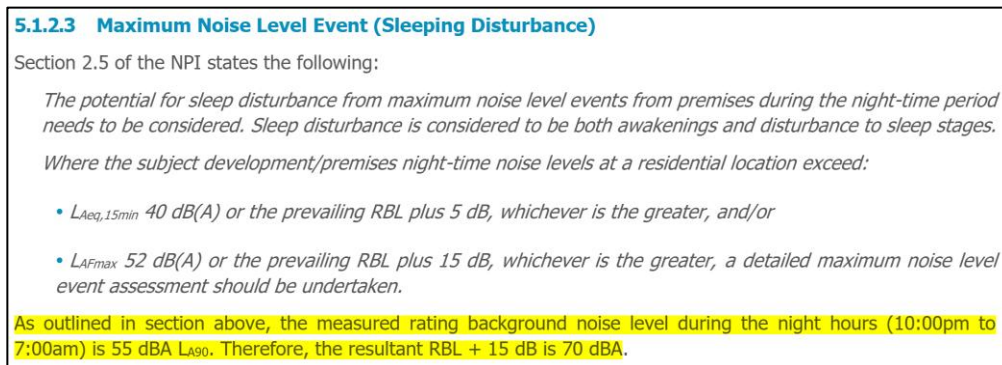 5.1.2.3 Maximum Noise Level Event (Sleeping Disturbance)
Section 2.5 of the NPI states the following:
The potential for sleep disturbance from maximum noise level events from premises during the night-time period
needs to be considered. Sleep disturbance is considered to be both awakenings and disturbance to sleep stages.
Where the subject development/premises night-time noise levels at a residential location exceed:
• LAeq,15min 40 dB(A) or the prevailing RBL plus 5 dB, whichever is the greater, and/or
• LAFmax 52 dB(A) or the prevailing RBL plus 15 dB, whichever is the greater, a detailed maximum noise level
event assessment should be undertaken.
As outlined in section above, the measured rating background noise level during the night hours (10:00pm to
7:00am) is 55 dBA LA90. Therefore, the resultant RBL + 15 dB is 70 dBA.